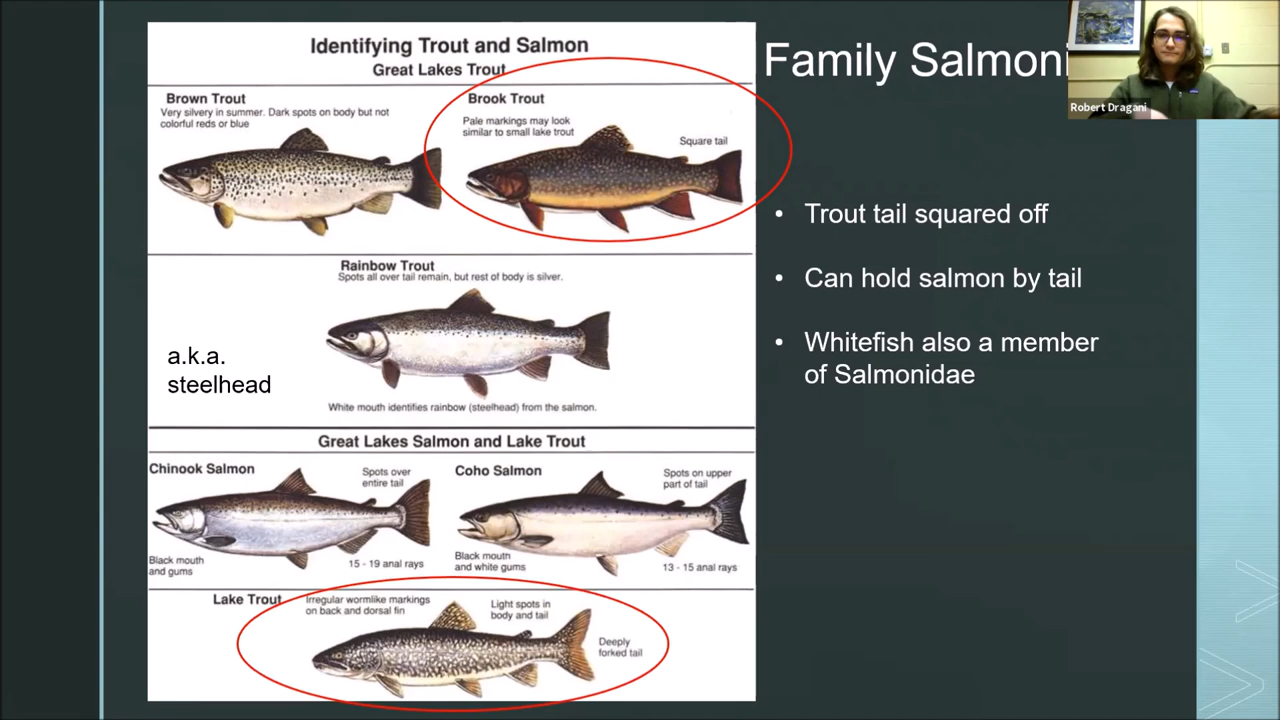 Identifying Trout and Salmon
Great Lakes Trout
Brown Trout
Very silvery in summer. Dark spots on body but not
colorful reds or blue
Brook Trout
Pale markings may look
similar to small lake trout
Square tail
Rainbow Trout
Spots all over tail remain, but rest of body is silver.
a.k.a.
steelhead
White mouth identifies rainbow (steelhead) from the salmon.
Great Lakes Salmon and Lake Trout
Chinook Salmon
Spots over
entire tail
Black mouth
and gums
15 - 19 anal rays
Coho Salmon
Spots on upper
part of tail
Black mouth
and white gums
13 - 15 anal rays
Lake Trout
Irregular wormlike markings
on back and dorsal fin
Light spots in
body and tail
Deeply
forked tail
Family Salmoni
Robert Dragani
• Trout tail squared off
• Can hold salmon by tail
• Whitefish also a member
of Salmonidae